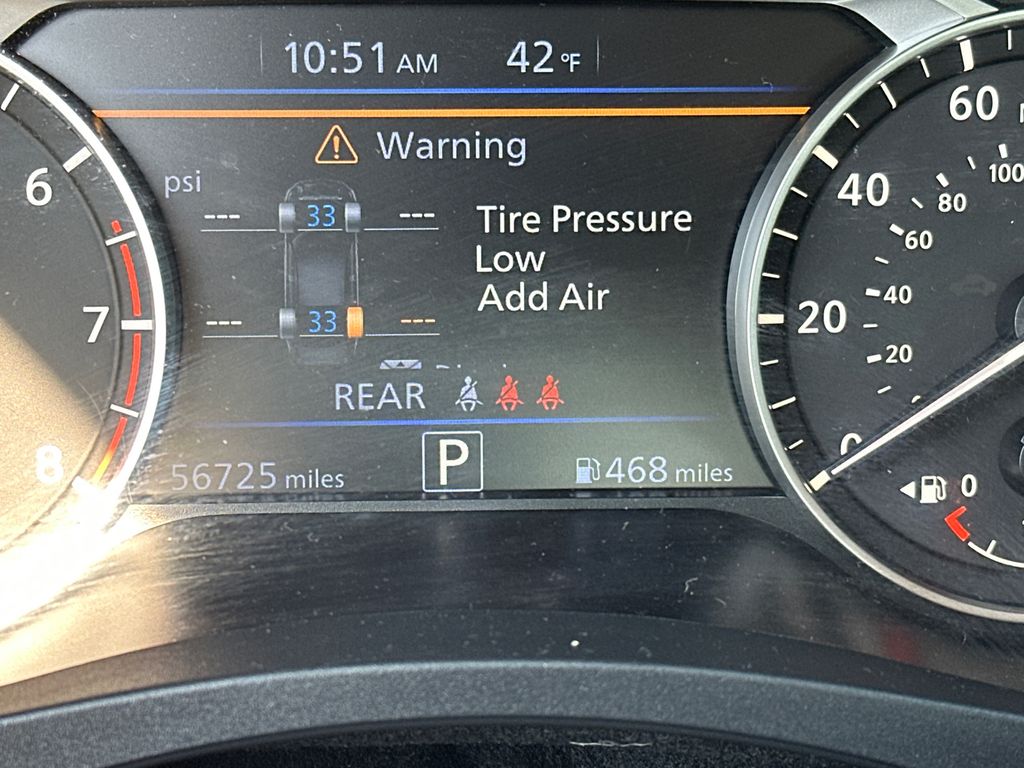 10:51 AM 42 °F
Warning
psi
--- 33 ---
Tire Pressure
Low
Add Air
--- 33 ---
REAR
56725 miles
P
468 miles
6
7
8
60
40
20
0
100
80
60
40
20
0